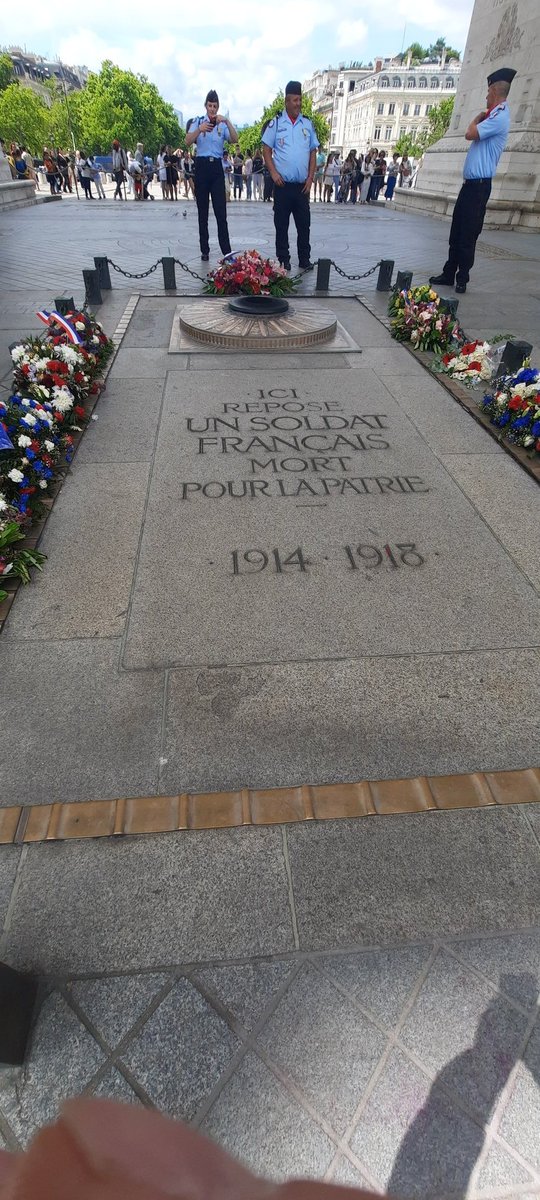 · ICI ·
REPOSE
UN SOLDAT
FRANÇAIS
MORT
POUR LA PATRIE
—
· 1914 · 1918 ·